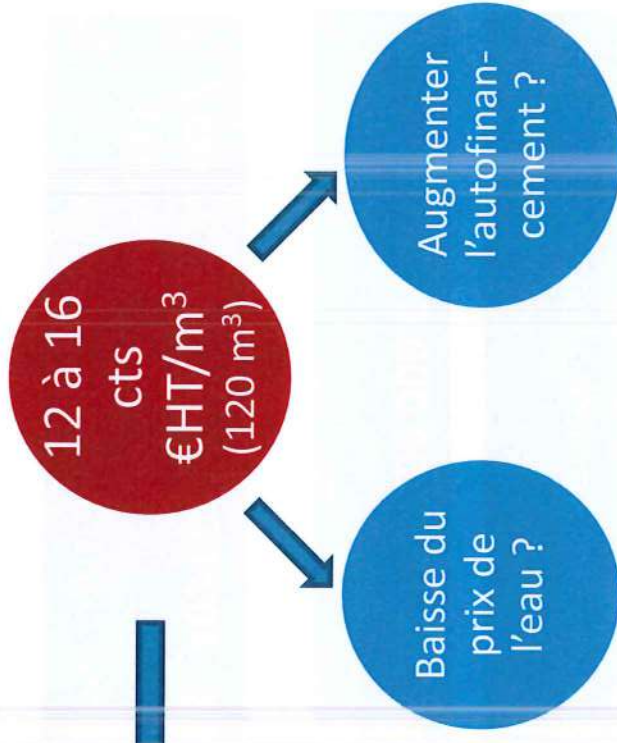 12 à 16
cts
€HT/m³
(120 m³)
Baisse du
prix de
l'eau ?
Augmenter
l'autofinan-
cement ?